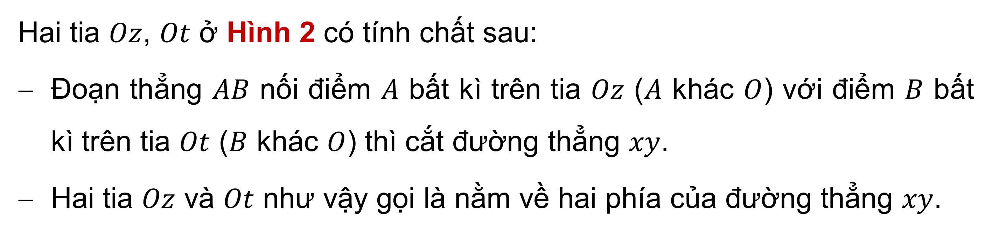 Hai tia Oz, Ot ở Hình 2 có tính chất sau:
– Đoạn thẳng AB nối điểm A bất kì trên tia Oz (A khác O) với điểm B bất
kì trên tia Ot (B khác O) thì cắt đường thẳng xy.
– Hai tia Oz và Ot như vậy gọi là nằm về hai phía của đường thẳng xy.